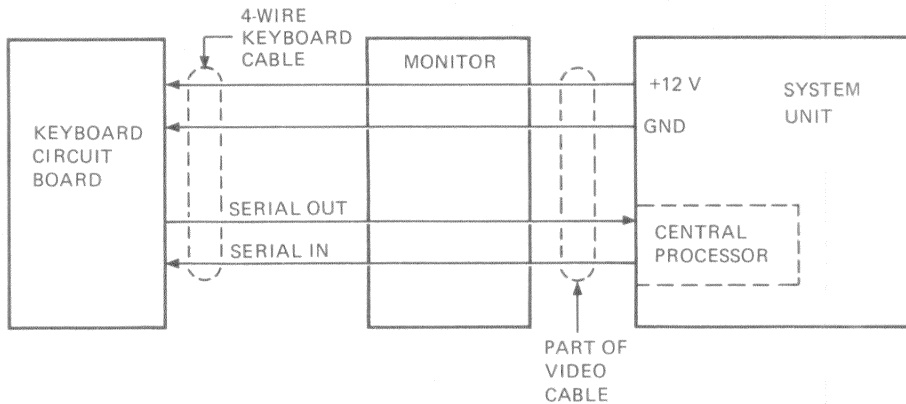 4-WIRE
KEYBOARD
CABLE
MONITOR
+12 V
SYSTEM
UNIT
GND
KEYBOARD
CIRCUIT
BOARD
SERIAL OUT
CENTRAL
PROCESSOR
SERIAL IN
PART OF
VIDEO
CABLE